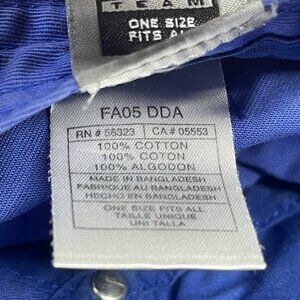 TEAM
ONE SIZE
FITS
FA05 DDA
RN # 56323 CA # 05553
100% COTTON
100% COTON
100% ALGODON
MADE IN BANGLADESH
FABRIQUE AU BANGLADESH
HECHO EN BANGLADESH
ONE SIZE FITS ALL
TAILLE UNIQUE
UNI TALLA